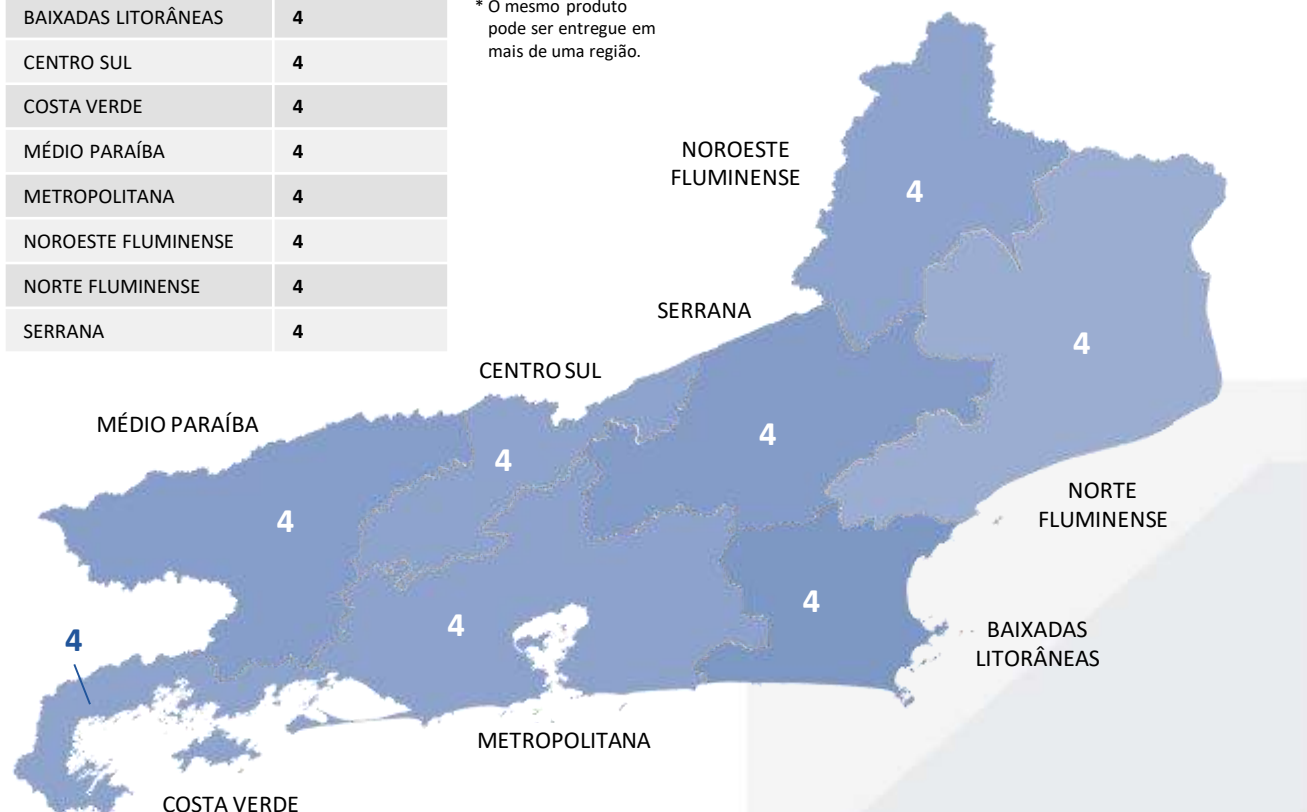 BAIXADAS LITORÂNEAS 4
CENTRO SUL 4
COSTA VERDE 4
MÉDIO PARAÍBA 4
METROPOLITANA 4
NOROESTE FLUMINENSE 4
NORTE FLUMINENSE 4
SERRANA 4
* O mesmo produto
pode ser entregue em
mais de uma região.
NOROESTE
FLUMINENSE
4
SERRANA
4
CENTRO SUL
MÉDIO PARAÍBA
4
4
NORTE
FLUMINENSE
4
4
4
4
BAIXADAS
LITORÂNEAS
METROPOLITANA
COSTA VERDE